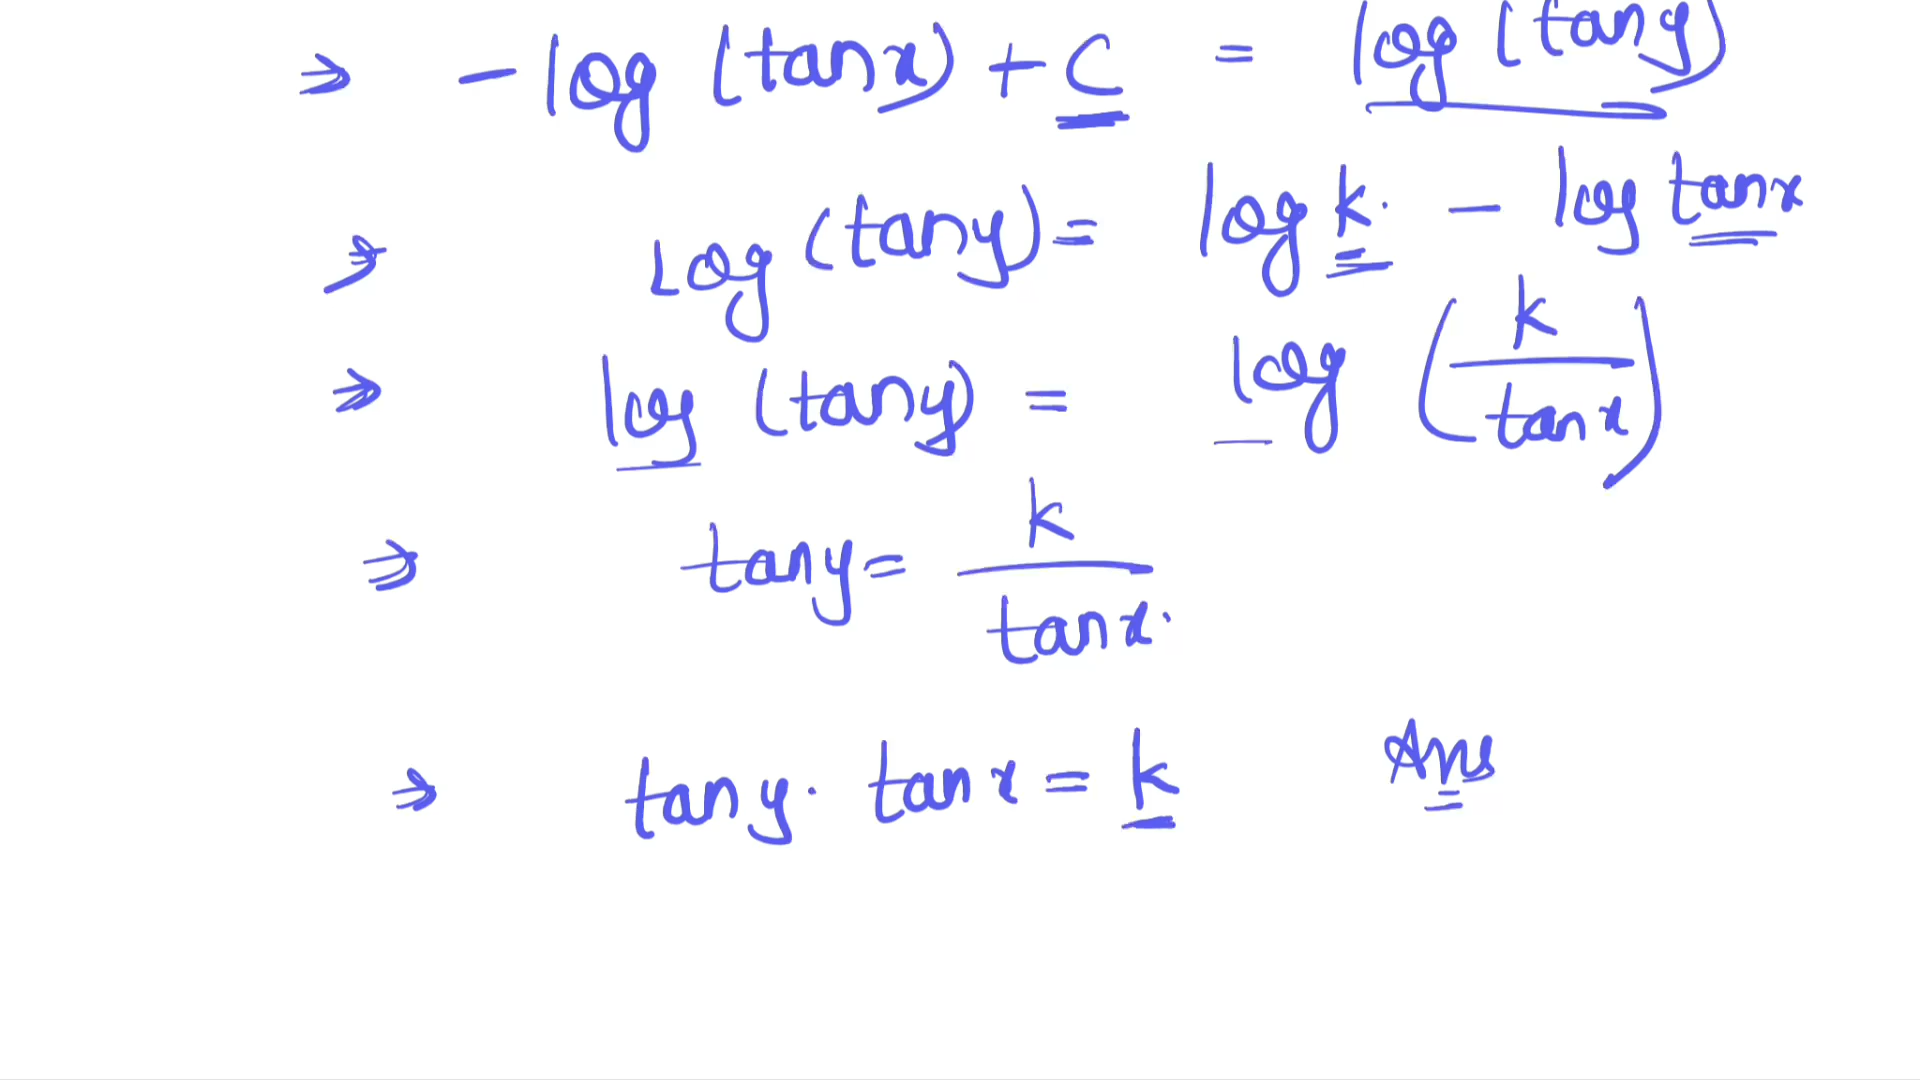 ⇒ - log (tanx) + C = log (tany)
⇒ log (tany) = log k. - log tanx
⇒ log (tany) = log (k/tanx)
⇒ tany = k/tanx.
⇒ tany. tanx = k Ans